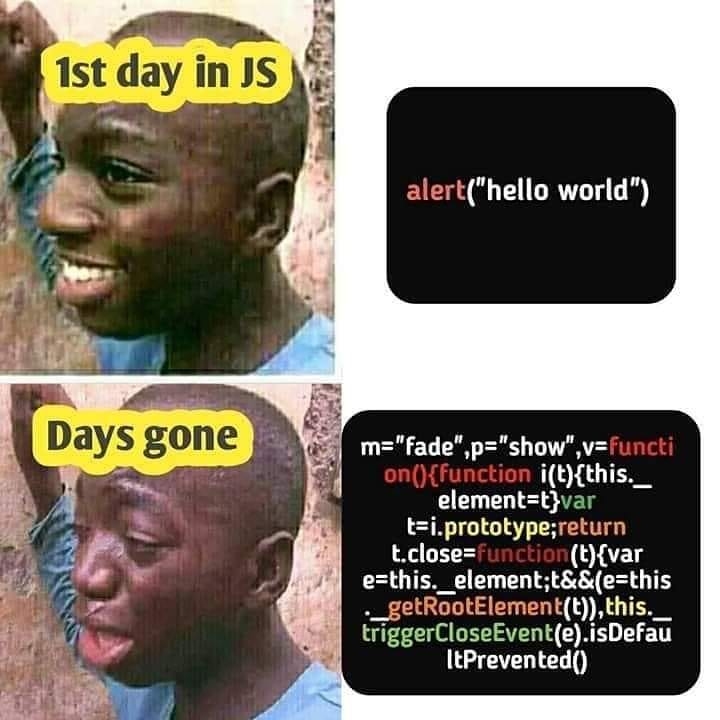 1st day in JS
alert("hello world")
Days gone
m="fade",p="show",v=functi
on(){function i(t){this._
element=t}var
t=i.prototype;return
t.close=function(t){var
e=this._element;t&&(e=this
._getRootElement(t)),this._
triggerCloseEvent(e).isDefau
ltPrevented()